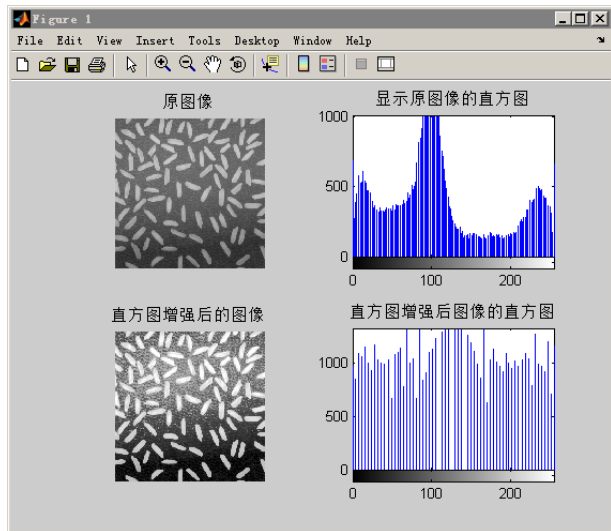 Figure 1
File Edit View Insert Tools Desktop Window Help
原图像
显示原图像的直方图
1000
500
0
0 100 200
直方图增强后的图像
直方图增强后图像的直方图
1000
500
0
0 100 200